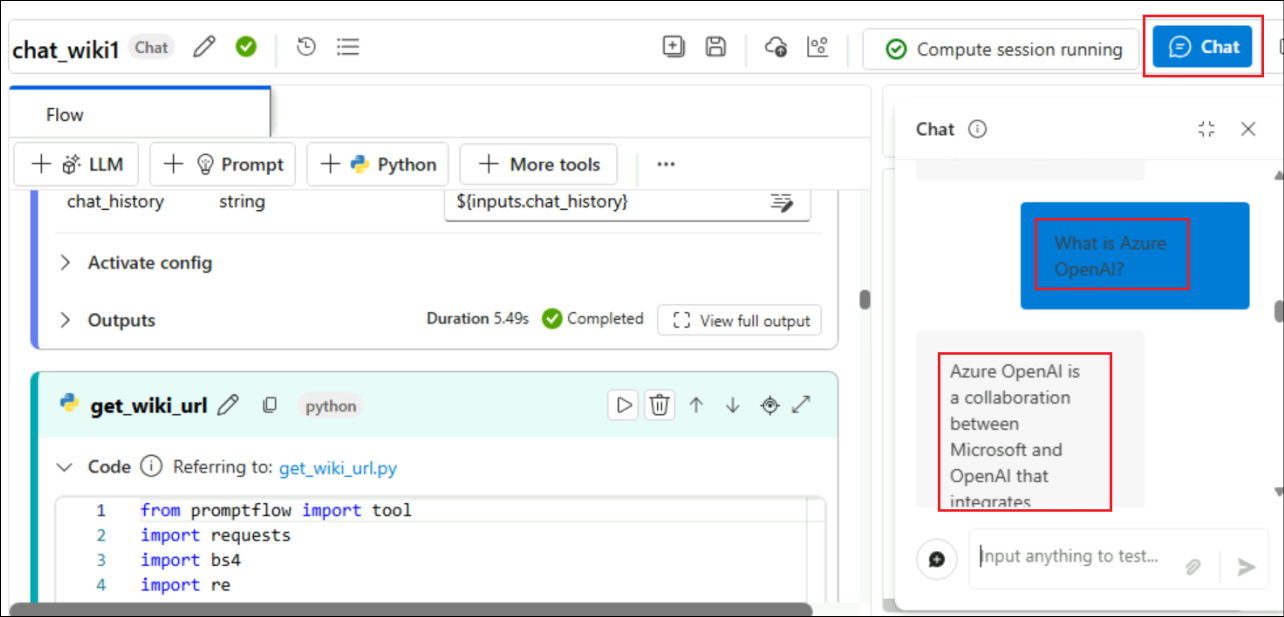 chat_wiki1 Chat Compute session running Chat
Flow
LLM Prompt Python More tools ...
chat_history string ${inputs.chat_history}
Activate config
Outputs Duration 5.49s Completed View full output
get_wiki_url python
Code Referring to: get_wiki_url.py
1 from promptflow import tool
2 import requests
3 import bs4
4 import re
Chat
What is Azure
OpenAI?
Azure OpenAI is
a collaboration
between
Microsoft and
OpenAI that
integrates
Input anything to test...